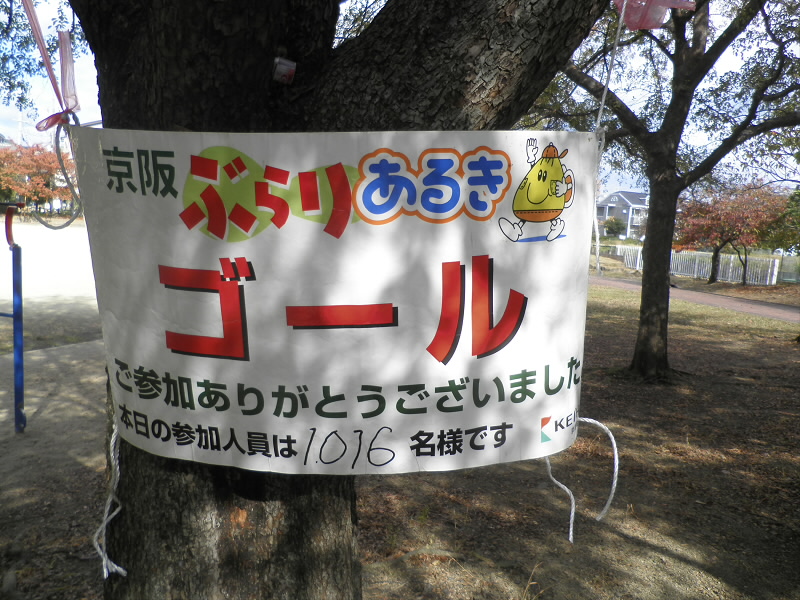 京阪 ぶらり あるき
ゴール
ご参加ありがとうございました
本日の参加人員は 1.016 名様です